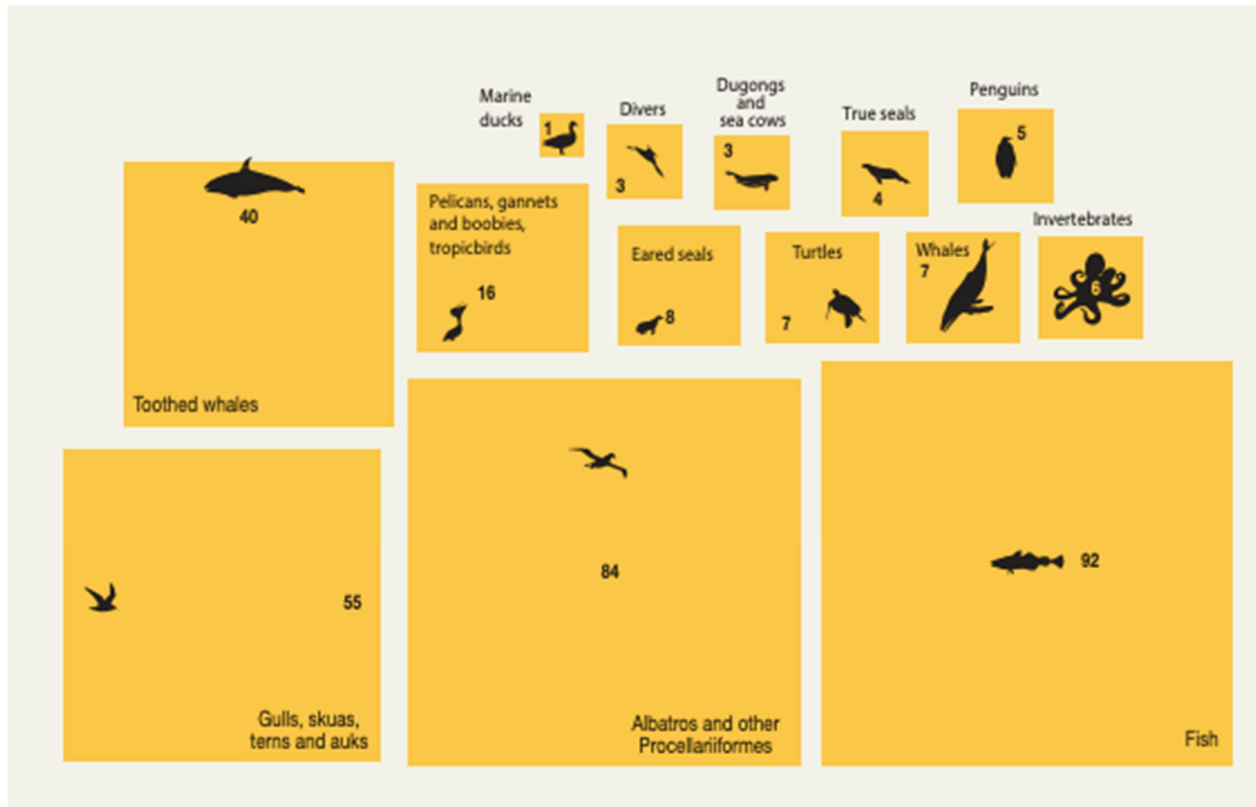 Marine
ducks
1
Divers
3
Dugongs
and
sea cows
3
True seals
4
Penguins
5
40
Toothed whales
Pelicans, gannets
and boobies,
tropicbirds
16
Eared seals
8
Turtles
7
Whales
7
Invertebrates
6
55
Gulls, skuas,
terns and auks
84
Albatros and other
Procellariiformes
92
Fish